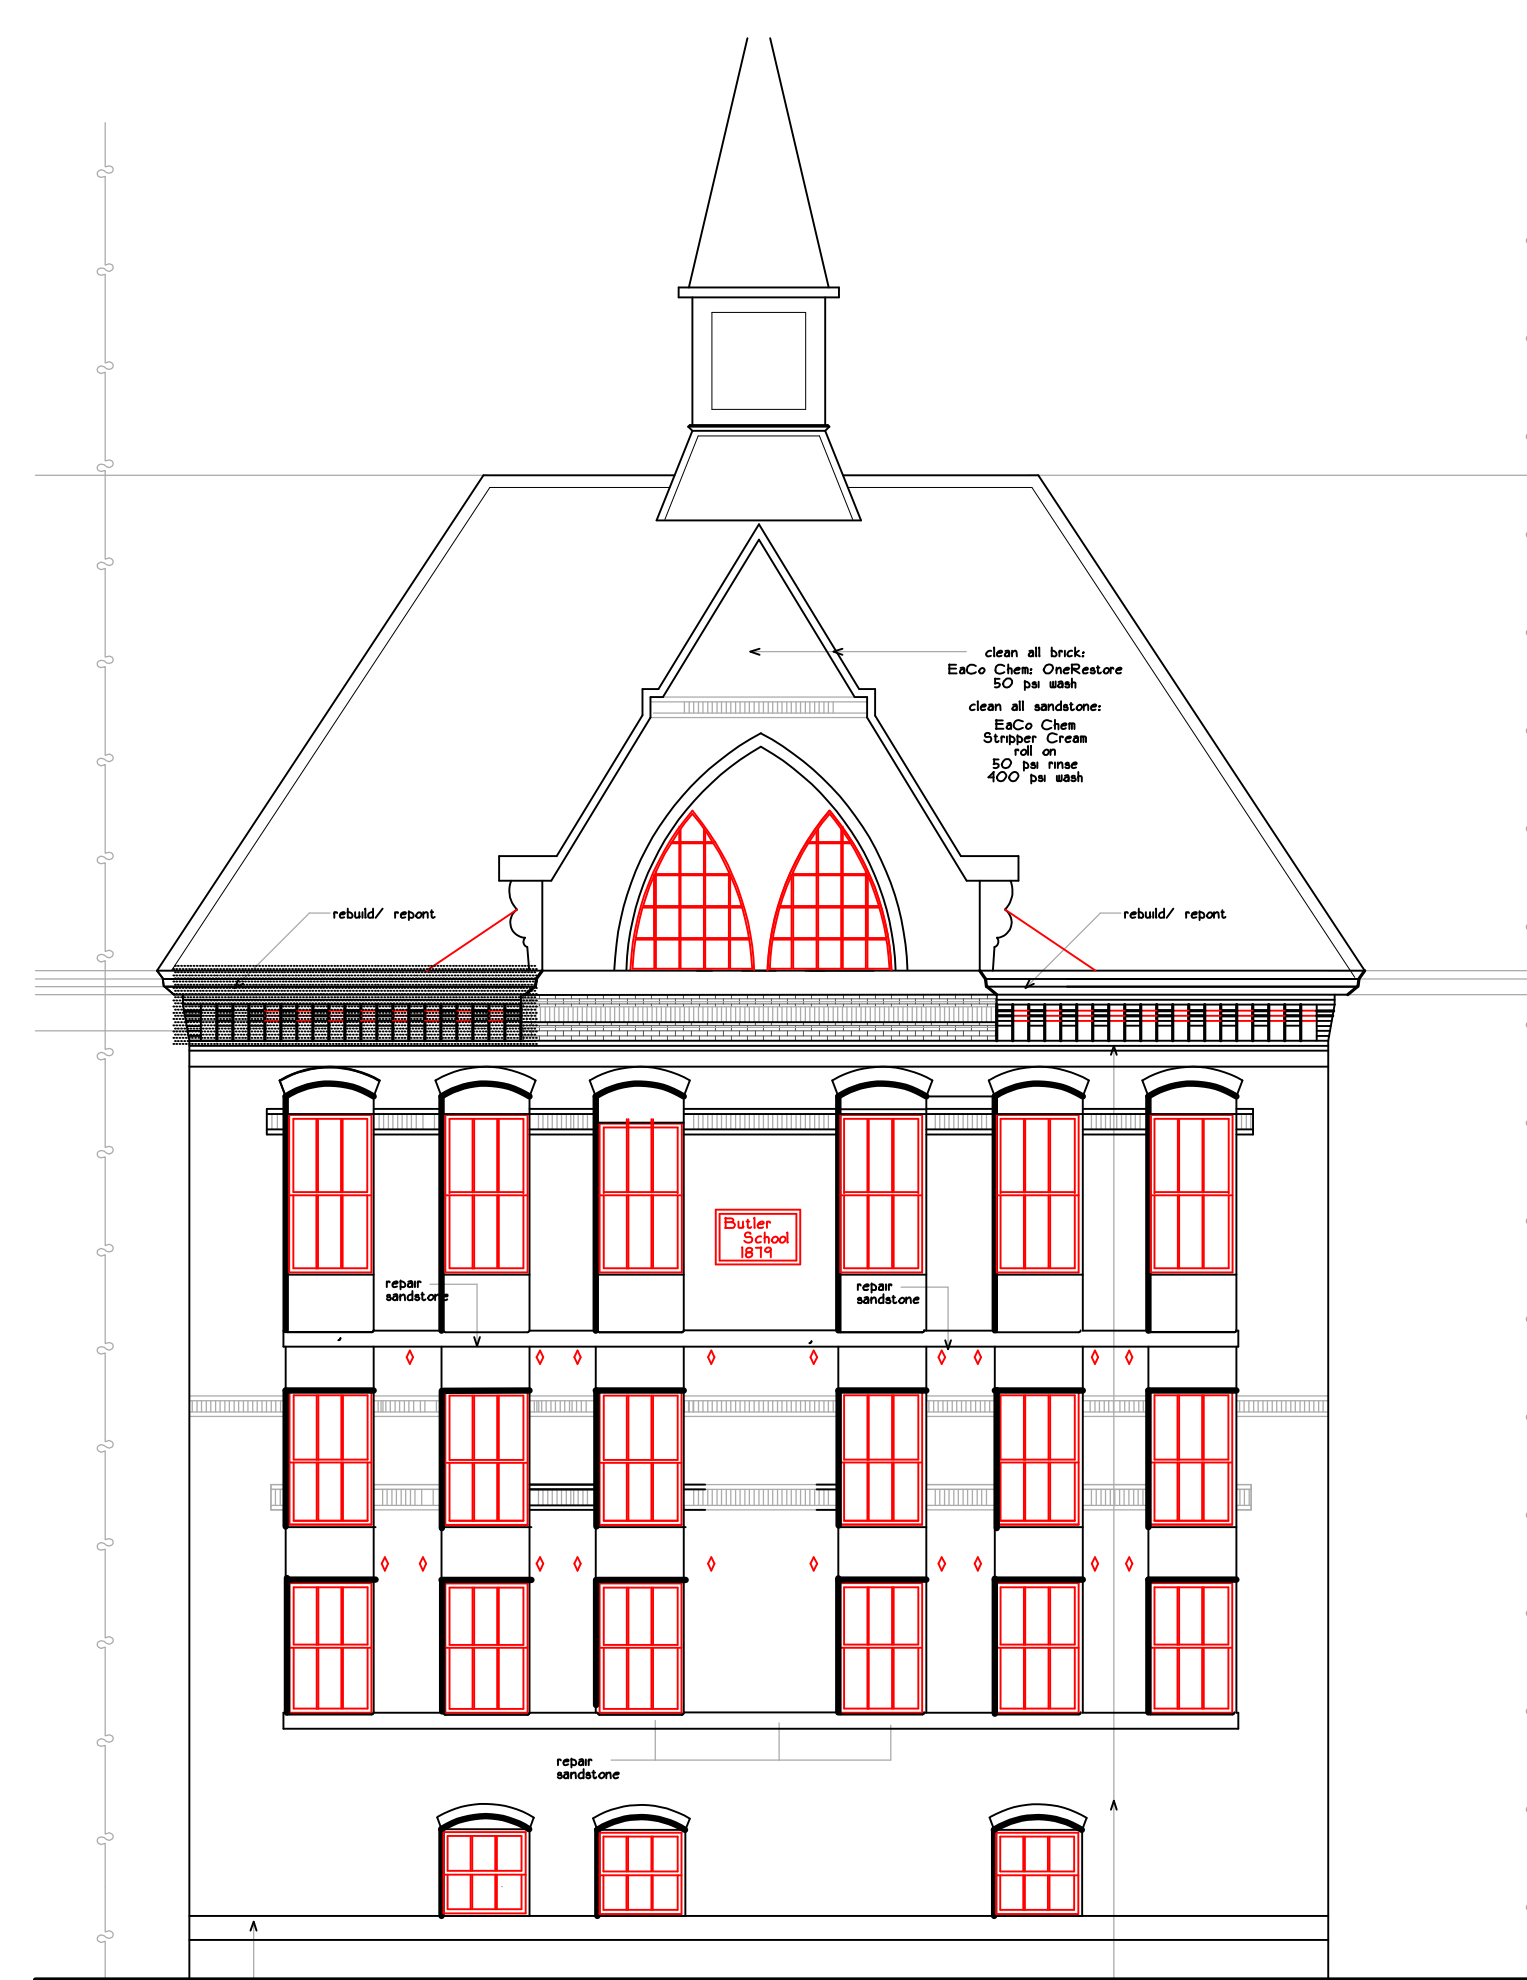 clean all brick:
EaCo Chem: OneRestore
50 psi wash
clean all sandstone:
EaCo Chem
Stripper Cream
roll on
50 psi rinse
400 psi wash
rebuild/ repont
rebuild/ repont
Butler
School
1879
repair
sandstone
repair
sandstone
repair
sandstone